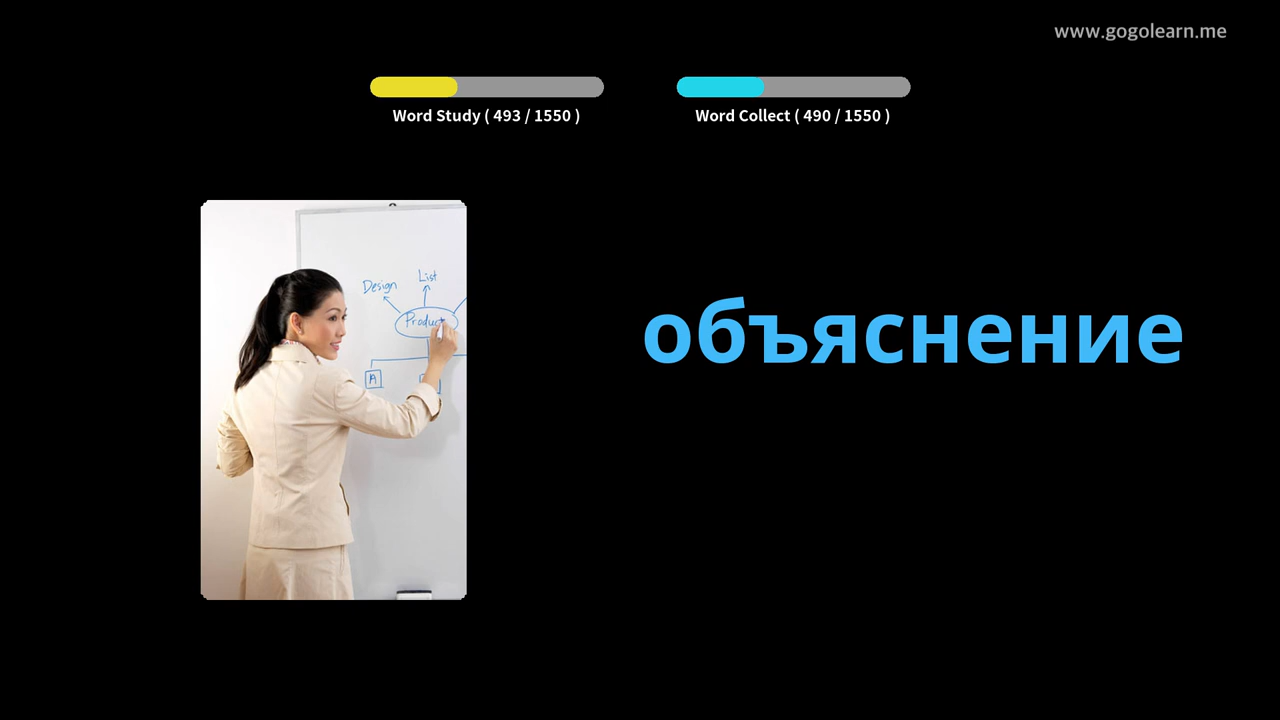 www.gogolearn.me
Word Study ( 493 / 1550 )
Word Collect ( 490 / 1550 )
Design
List
Product
A
объяснение